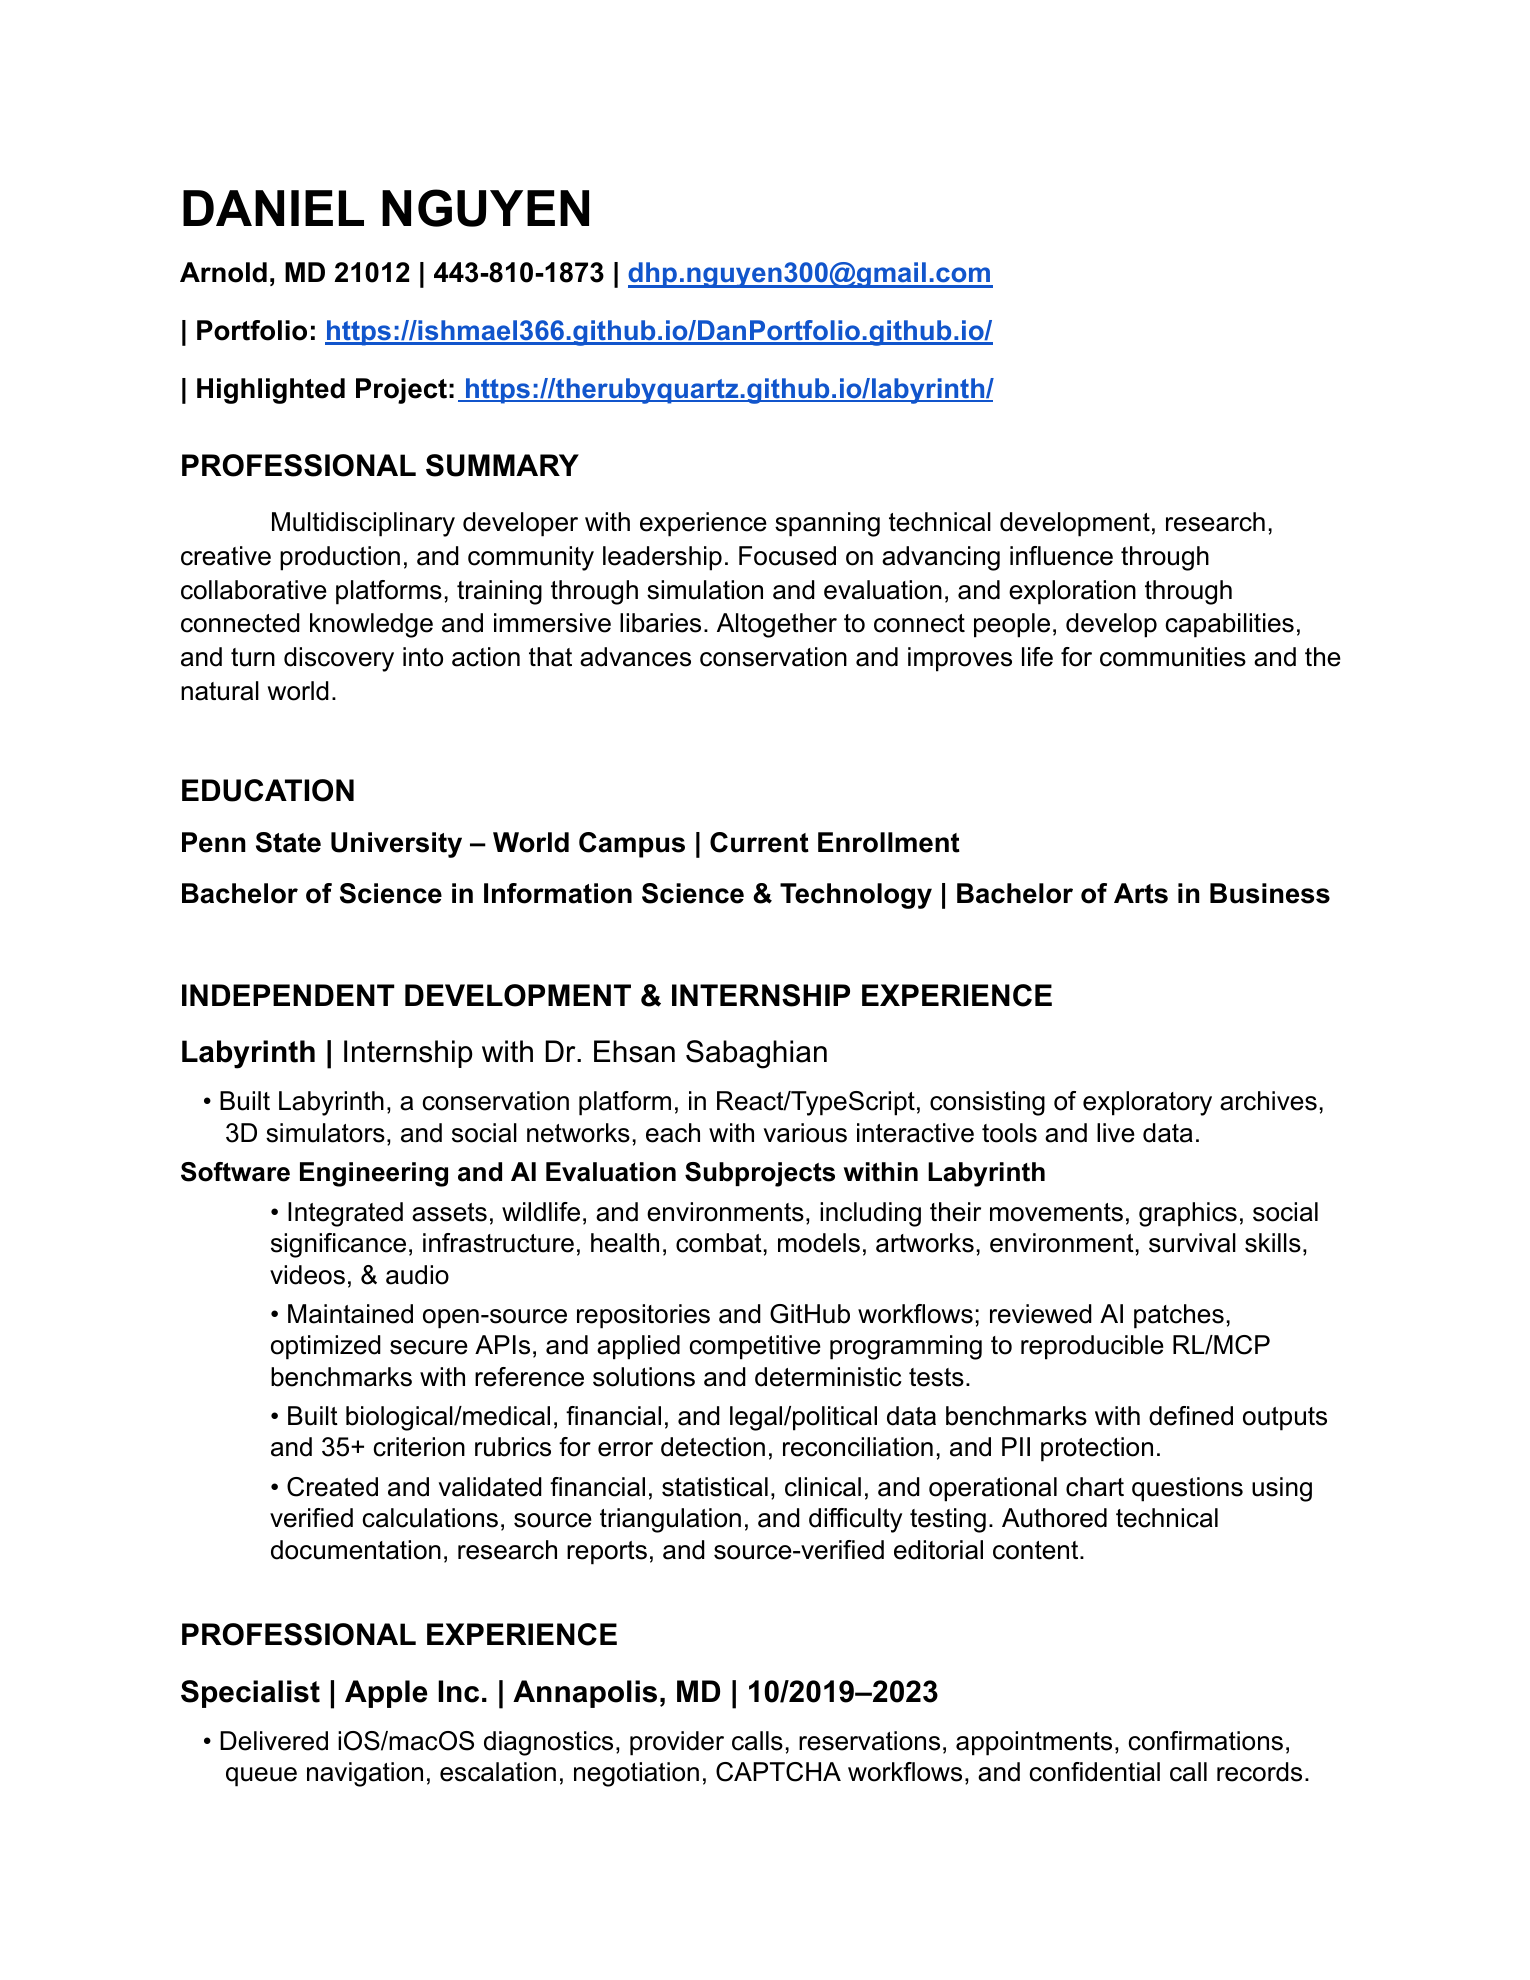 DANIEL NGUYEN
Arnold, MD 21012 | 443-810-1873 | dhp.nguyen300@gmail.com
| Portfolio: https://ishmael366.github.io/DanPortfolio.github.io/
| Highlighted Project: https://therubyquartz.github.io/labyrinth/
PROFESSIONAL SUMMARY
Multidisciplinary developer with experience spanning technical development, research,
creative production, and community leadership. Focused on advancing influence through
collaborative platforms, training through simulation and evaluation, and exploration through
connected knowledge and immersive libaries. Altogether to connect people, develop capabilities,
and turn discovery into action that advances conservation and improves life for communities and the
natural world.
EDUCATION
Penn State University – World Campus | Current Enrollment
Bachelor of Science in Information Science & Technology | Bachelor of Arts in Business
INDEPENDENT DEVELOPMENT & INTERNSHIP EXPERIENCE
Labyrinth | Internship with Dr. Ehsan Sabaghian
• Built Labyrinth, a conservation platform, in React/TypeScript, consisting of exploratory archives,
3D simulators, and social networks, each with various interactive tools and live data.
Software Engineering and AI Evaluation Subprojects within Labyrinth
• Integrated assets, wildlife, and environments, including their movements, graphics, social
significance, infrastructure, health, combat, models, artworks, environment, survival skills,
videos, & audio
• Maintained open-source repositories and GitHub workflows; reviewed AI patches,
optimized secure APIs, and applied competitive programming to reproducible RL/MCP
benchmarks with reference solutions and deterministic tests.
• Built biological/medical, financial, and legal/political data benchmarks with defined outputs
and 35+ criterion rubrics for error detection, reconciliation, and PII protection.
• Created and validated financial, statistical, clinical, and operational chart questions using
verified calculations, source triangulation, and difficulty testing. Authored technical
documentation, research reports, and source-verified editorial content.
PROFESSIONAL EXPERIENCE
Specialist | Apple Inc. | Annapolis, MD | 10/2019–2023
• Delivered iOS/macOS diagnostics, provider calls, reservations, appointments, confirmations,
queue navigation, escalation, negotiation, CAPTCHA workflows, and confidential call records.